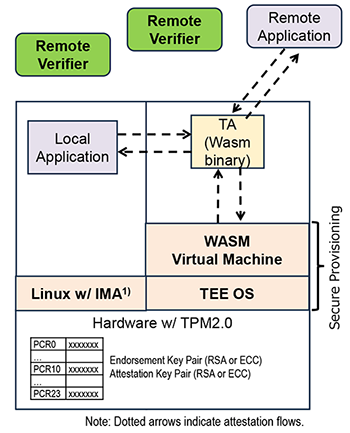 Remote
Verifier
Remote
Verifier
Remote
Application
Local
Application
TA
(Wasm
binary)
WASM
Virtual Machine
Linux w/ IMA¹⁾
TEE OS
Secure Provisioning
Hardware w/ TPM2.0
PCR0 xxxxxxx
...
PCR10 xxxxxxx
...
PCR23 xxxxxxx
Endorsement Key Pair (RSA or ECC)
Attestation Key Pair (RSA or ECC)
Note: Dotted arrows indicate attestation flows.